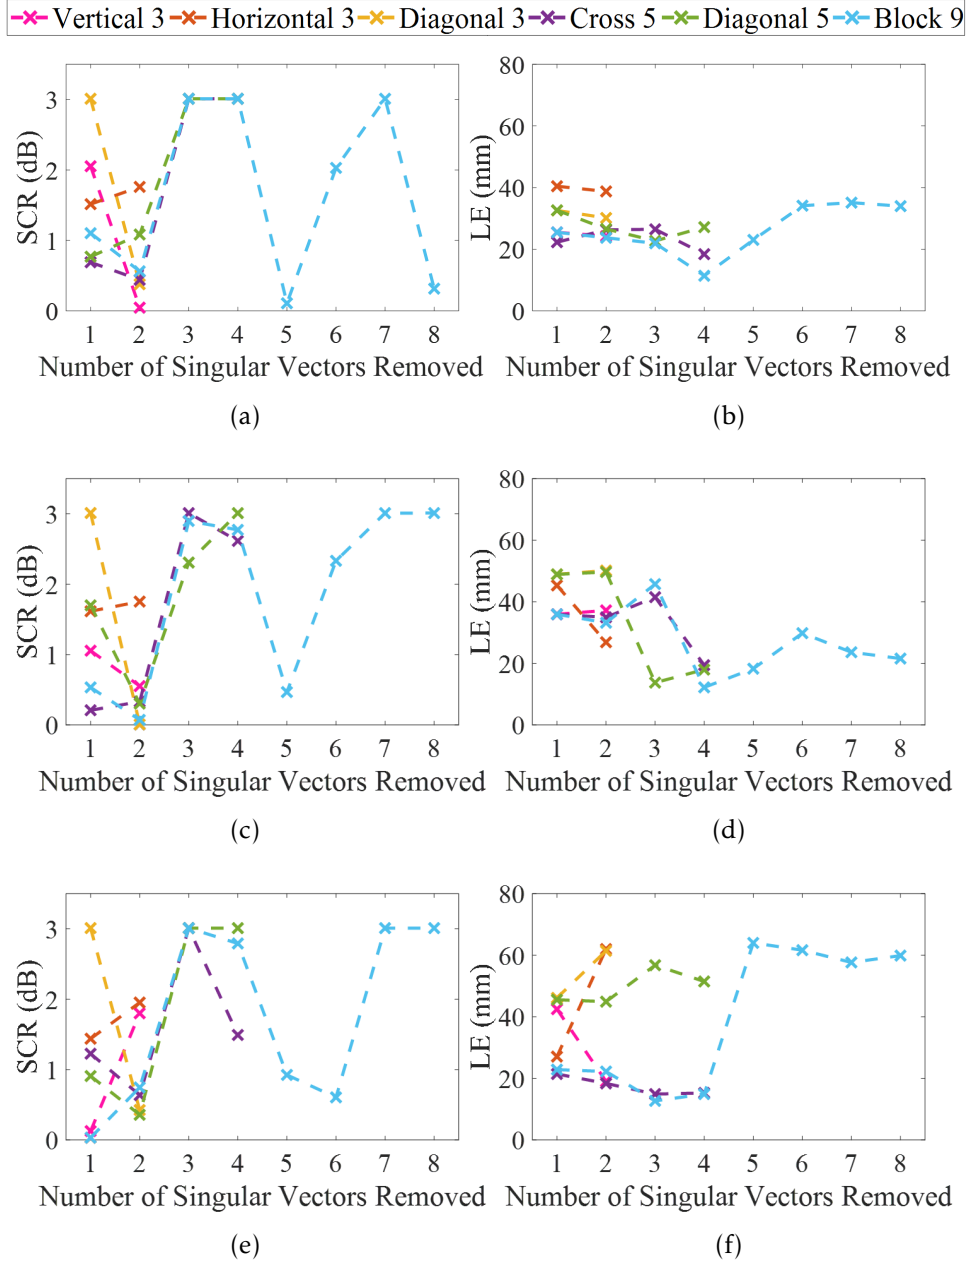 Vertical 3 Horizontal 3 Diagonal 3 Cross 5 Diagonal 5 Block 9
SCR (dB)
3
2
1
0
1 2 3 4 5 6 7 8
Number of Singular Vectors Removed
(a)
LE (mm)
80
60
40
20
0
1 2 3 4 5 6 7 8
Number of Singular Vectors Removed
(b)
SCR (dB)
3
2
1
0
1 2 3 4 5 6 7 8
Number of Singular Vectors Removed
(c)
LE (mm)
80
60
40
20
0
1 2 3 4 5 6 7 8
Number of Singular Vectors Removed
(d)
SCR (dB)
3
2
1
0
1 2 3 4 5 6 7 8
Number of Singular Vectors Removed
(e)
LE (mm)
80
60
40
20
0
1 2 3 4 5 6 7 8
Number of Singular Vectors Removed
(f)